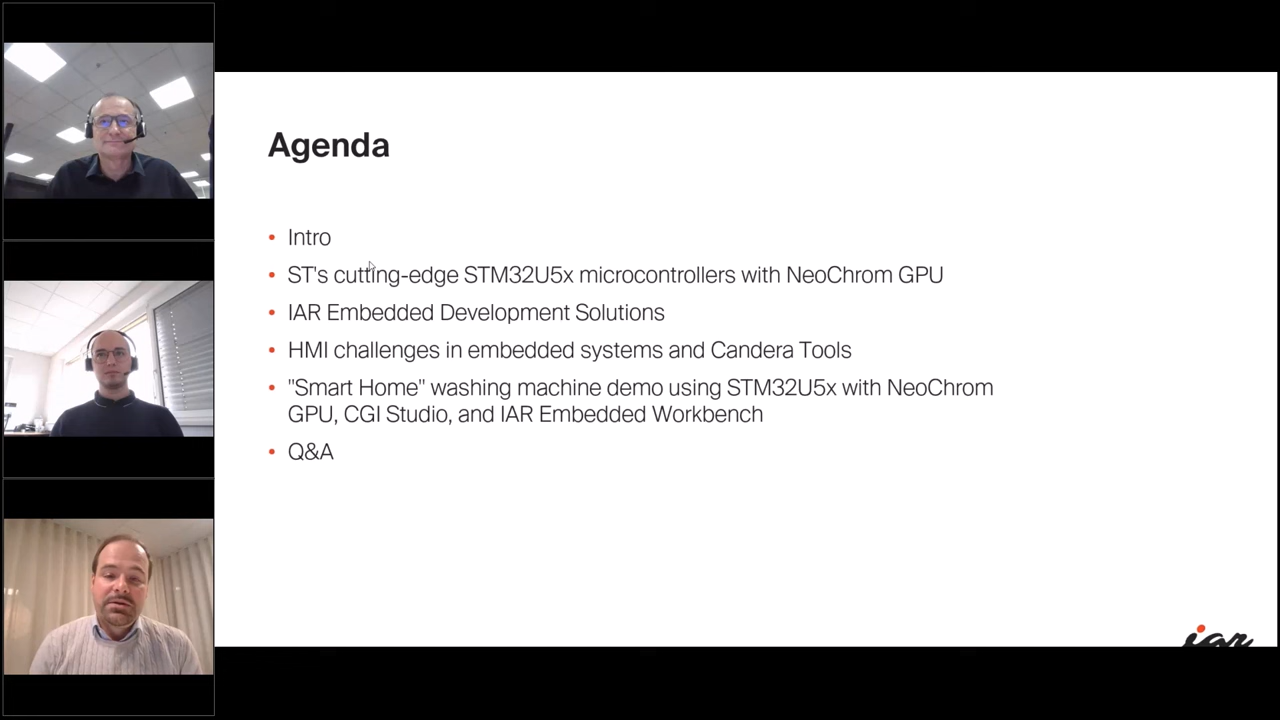 Agenda
• Intro
• ST's cutting-edge STM32U5x microcontrollers with NeoChrom GPU
• IAR Embedded Development Solutions
• HMI challenges in embedded systems and Candera Tools
• "Smart Home" washing machine demo using STM32U5x with NeoChrom
GPU, CGI Studio, and IAR Embedded Workbench
• Q&A
iar